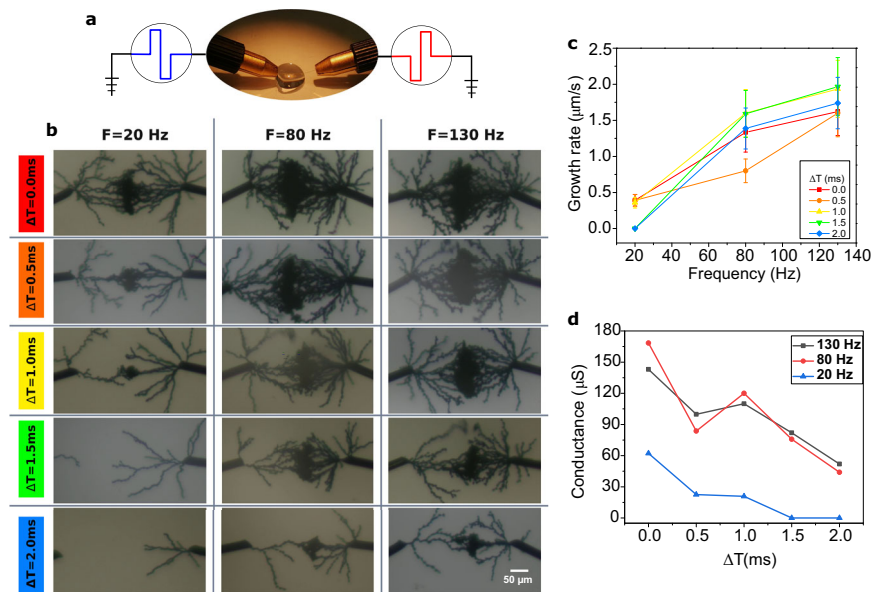 a
b
F=20 Hz F=80 Hz F=130 Hz
ΔT=0.0ms
ΔT=0.5ms
ΔT=1.0ms
ΔT=1.5ms
ΔT=2.0ms
50 µm
c
2.5
2.0
1.5
1.0
0.5
0.0
Growth rate (µm/s)
20 40 60 80 100 120 140
Frequency (Hz)
ΔT (ms)
0.0
0.5
1.0
1.5
2.0
d
180
150
120
90
60
30
0
Conductance (µS)
0.0 0.5 1.0 1.5 2.0
ΔT(ms)
130 Hz
80 Hz
20 Hz